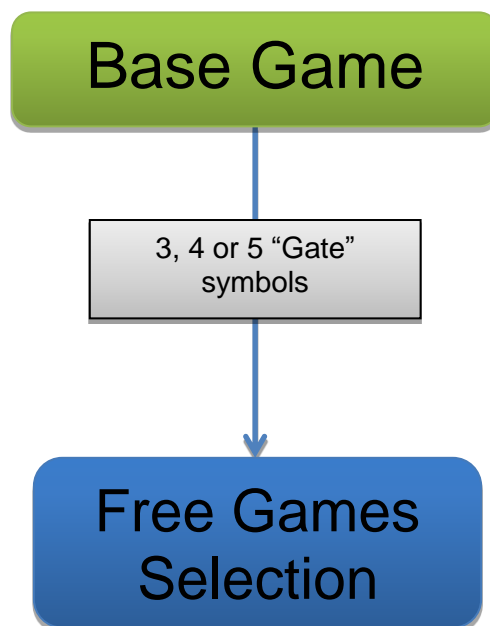 Base Game
3, 4 or 5 “Gate”
symbols
Free Games
Selection